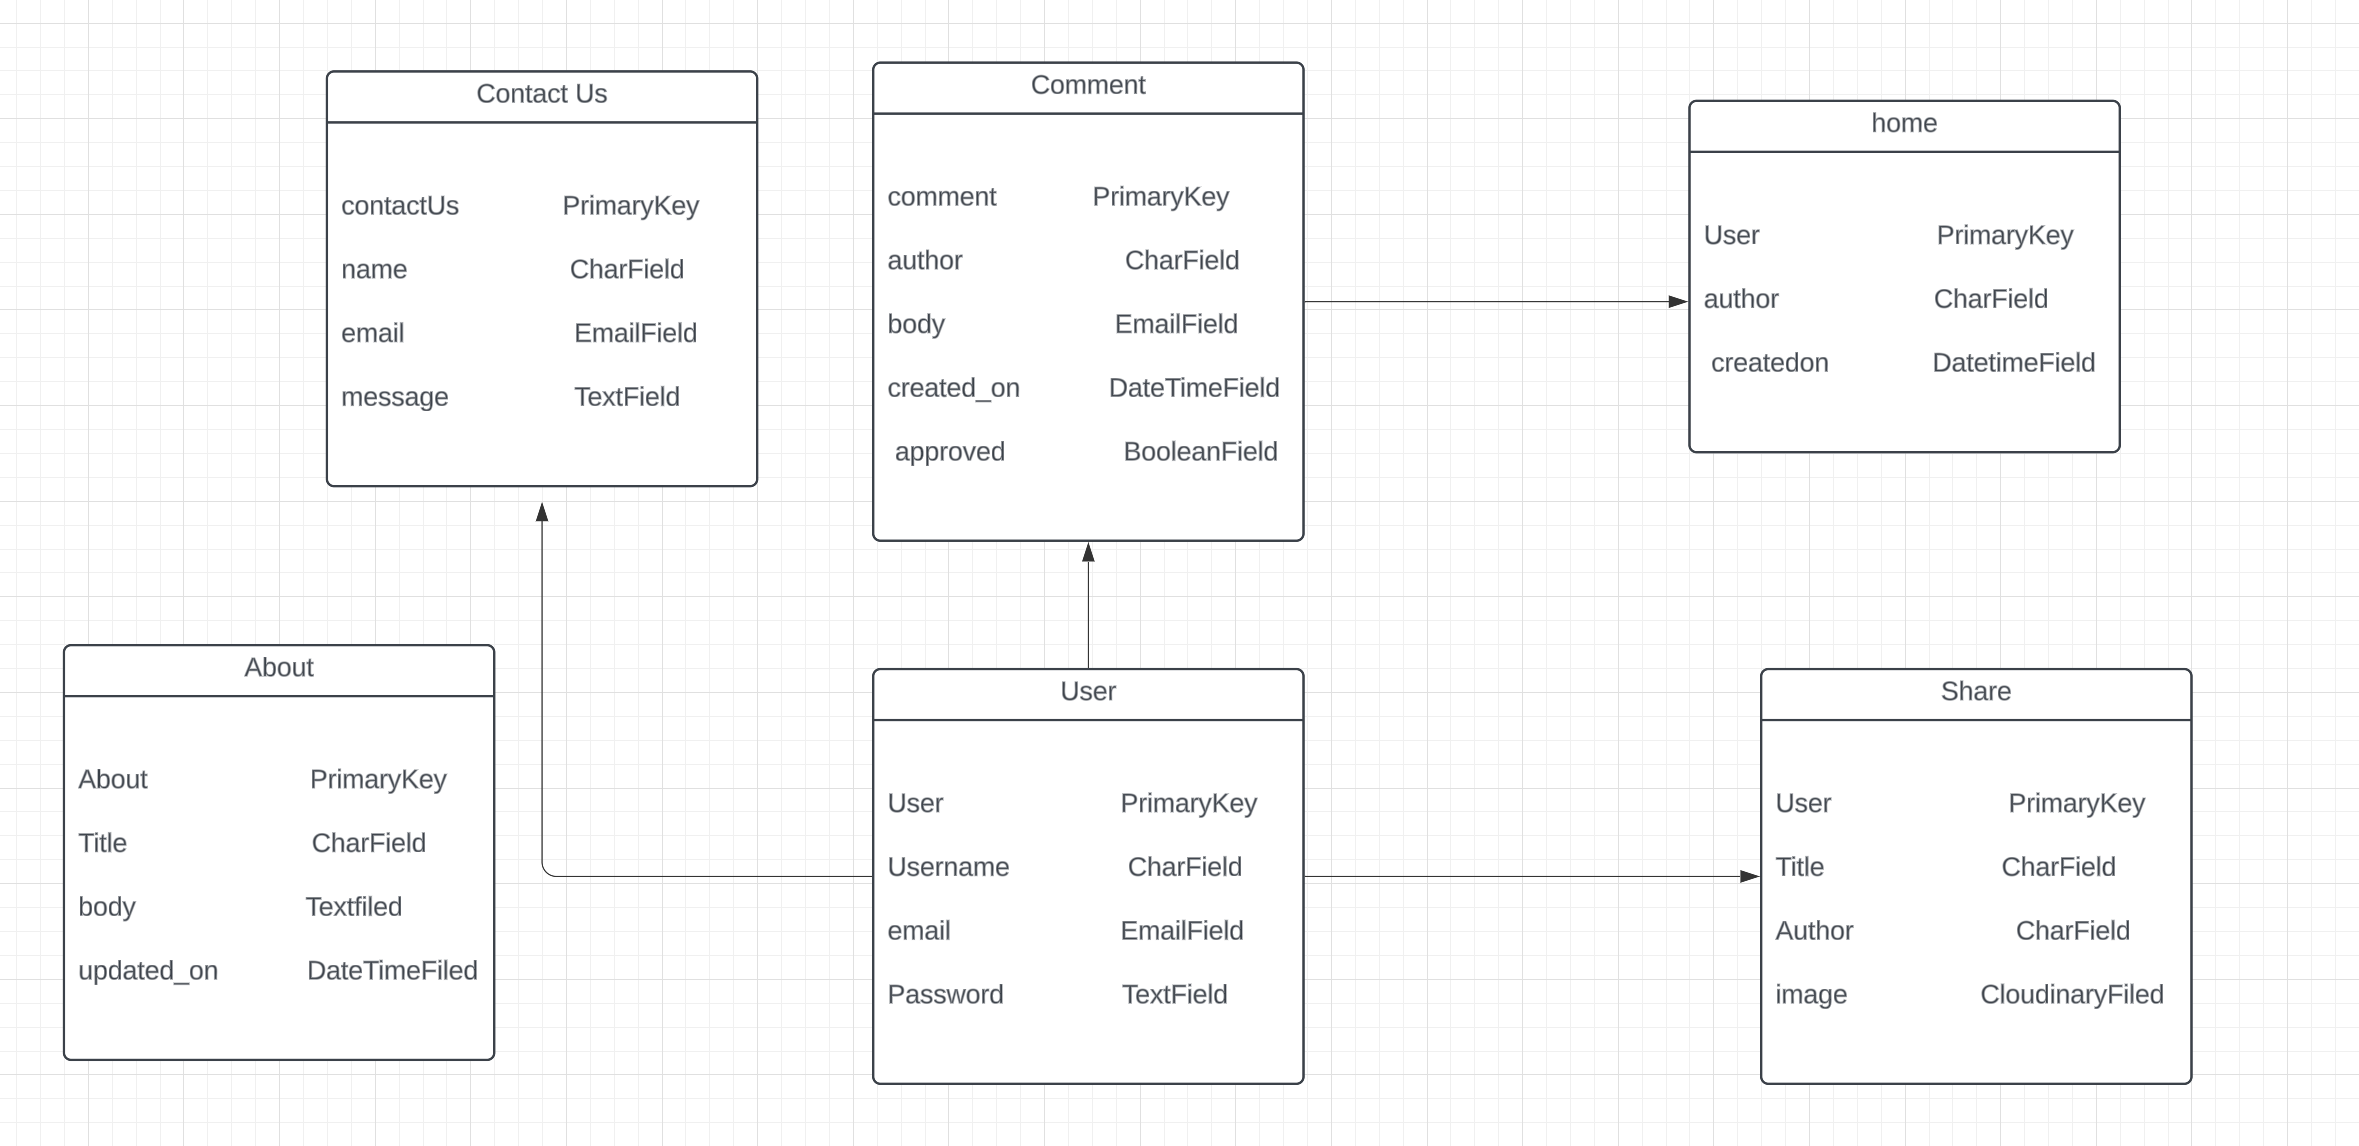 Contact Us
contactUs PrimaryKey
name CharField
email EmailField
message TextField
Comment
comment PrimaryKey
author CharField
body EmailField
created_on DateTimeField
approved BooleanField
home
User PrimaryKey
author CharField
createdon DatetimeField
About
About PrimaryKey
Title CharField
body Textfiled
updated_on DateTimeFiled
User
User PrimaryKey
Username CharField
email EmailField
Password TextField
Share
User PrimaryKey
Title CharField
Author CharField
image CloudinaryFiled